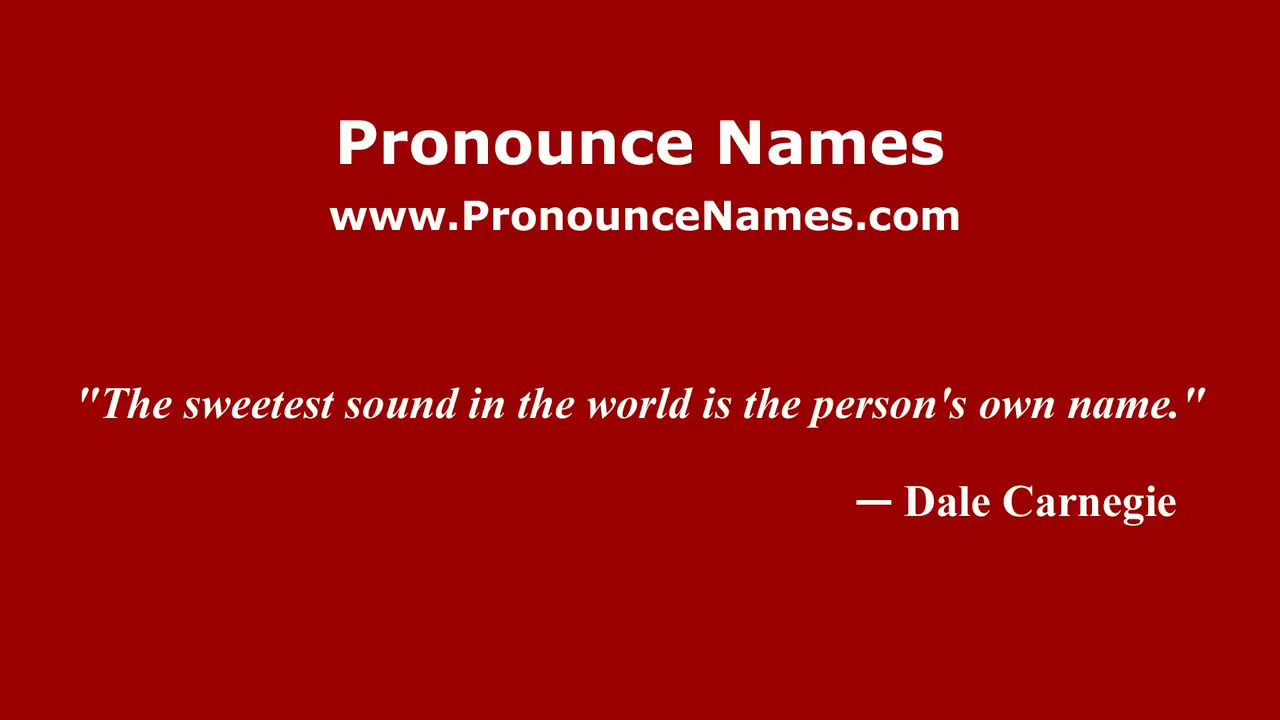 Pronounce Names
www.PronounceNames.com
"The sweetest sound in the world is the person's own name."
— Dale Carnegie